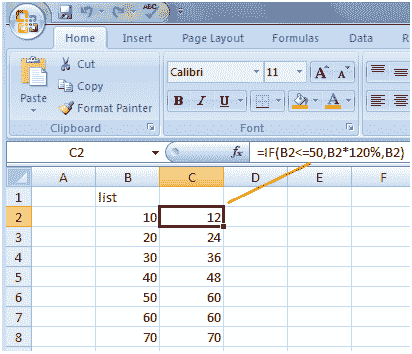 ABC
Home Insert Page Layout Formulas Data R
Cut
Copy
Format Painter
Paste
Calibri 11 A A
B I U A
Clipboard Font
C2 fx =IF(B2<=50,B2*120%,B2)
A B C D E F
1 list
2 10 12
3 20 24
4 30 36
5 40 48
6 50 60
7 60 60
8 70 70